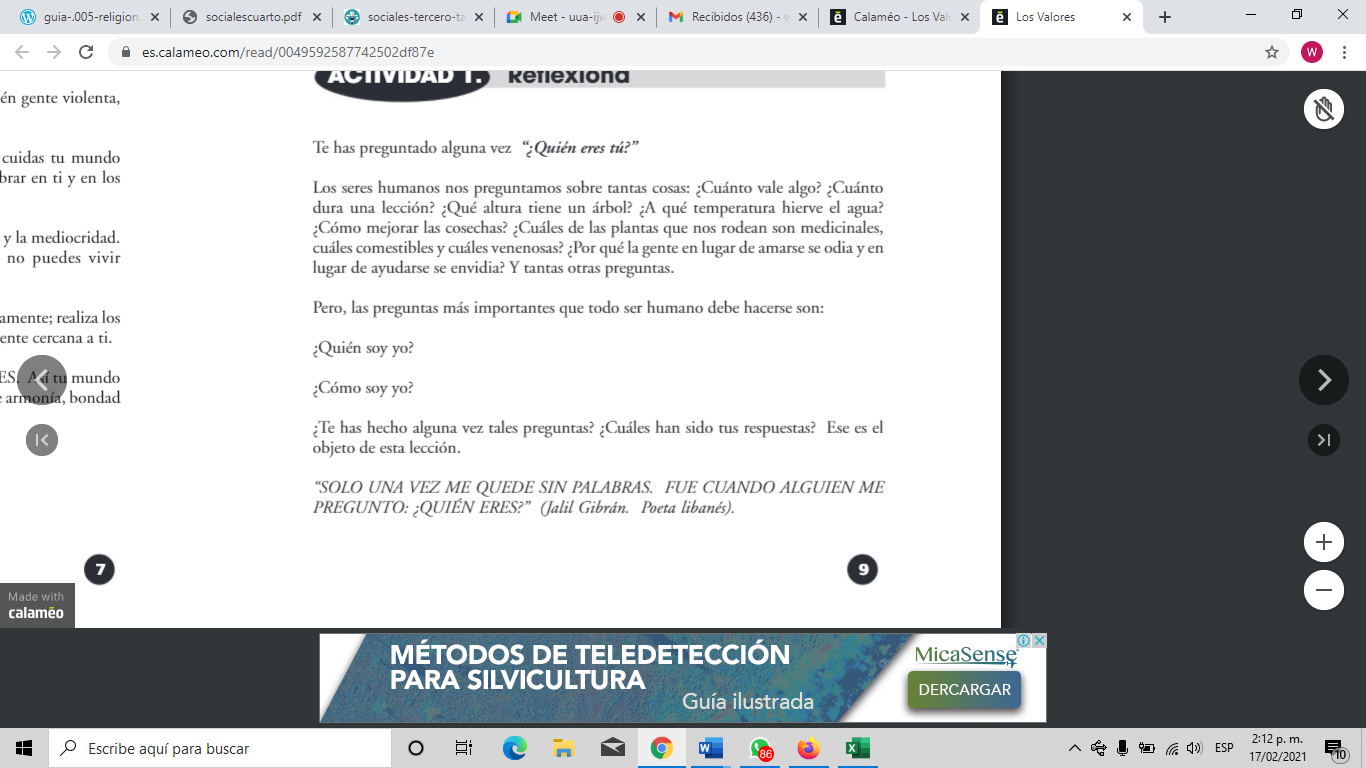 guia-.005-religion.
socialescuarto.pdf
sociales-tercero-ta
Meet - uua-ijw
Recibidos (436) - w
Calaméo - Los Val
Los Valores
es.calameo.com/read/0049592587742502df87e
W
ACTIVIDAD 1.
Reflexiona
én gente violenta,
cuidas tu mundo
brar en ti y en los
y la mediocridad.
no puedes vivir
amente; realiza los
ente cercana a ti.
ES. Así tu mundo
e armonía, bondad
Te has preguntado alguna vez “¿Quién eres tú?”
Los seres humanos nos preguntamos sobre tantas cosas: ¿Cuánto vale algo? ¿Cuánto
dura una lección? ¿Qué altura tiene un árbol? ¿A qué temperatura hierve el agua?
¿Cómo mejorar las cosechas? ¿Cuáles de las plantas que nos rodean son medicinales,
cuáles comestibles y cuáles venenosas? ¿Por qué la gente en lugar de amarse se odia y en
lugar de ayudarse se envidia? Y tantas otras preguntas.
Pero, las preguntas más importantes que todo ser humano debe hacerse son:
¿Quién soy yo?
¿Cómo soy yo?
¿Te has hecho alguna vez tales preguntas? ¿Cuáles han sido tus respuestas? Ese es el
objeto de esta lección.
“SOLO UNA VEZ ME QUEDE SIN PALABRAS. FUE CUANDO ALGUIEN ME
PREGUNTO: ¿QUIÉN ERES?” (Jalil Gibrán. Poeta libanés).
7
9
Made with
calamēo
MÉTODOS DE TELEDETECCIÓN
PARA SILVICULTURA
Guía ilustrada
MicaSense
DERCARGAR
Escribe aquí para buscar
86
ESP
2:12 p. m.
17/02/2021
10